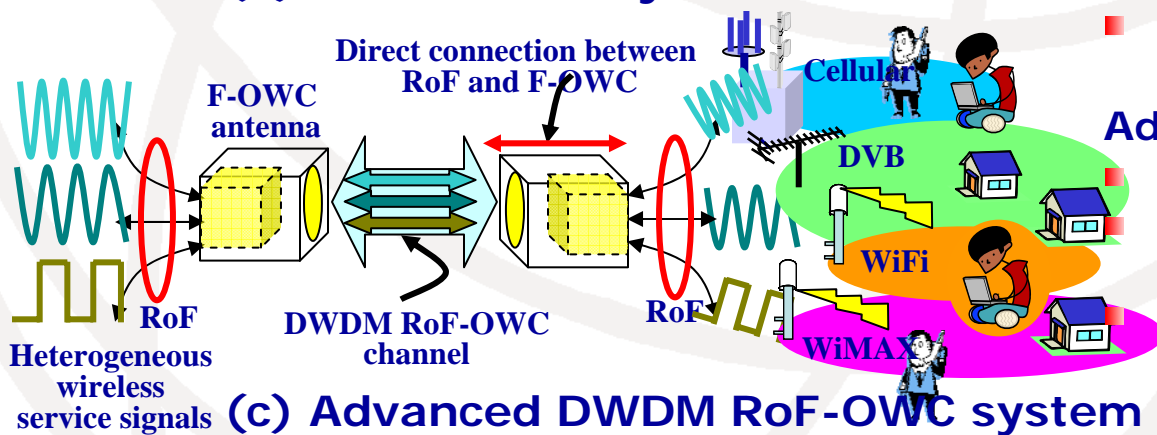 Direct connection between
RoF and F-OWC
F-OWC
antenna
Cellular
Ad
DVB
WiFi
RoF
RoF
DWDM RoF-OWC
channel
WiMAX
Heterogeneous
wireless
service signals
(c) Advanced DWDM RoF-OWC system